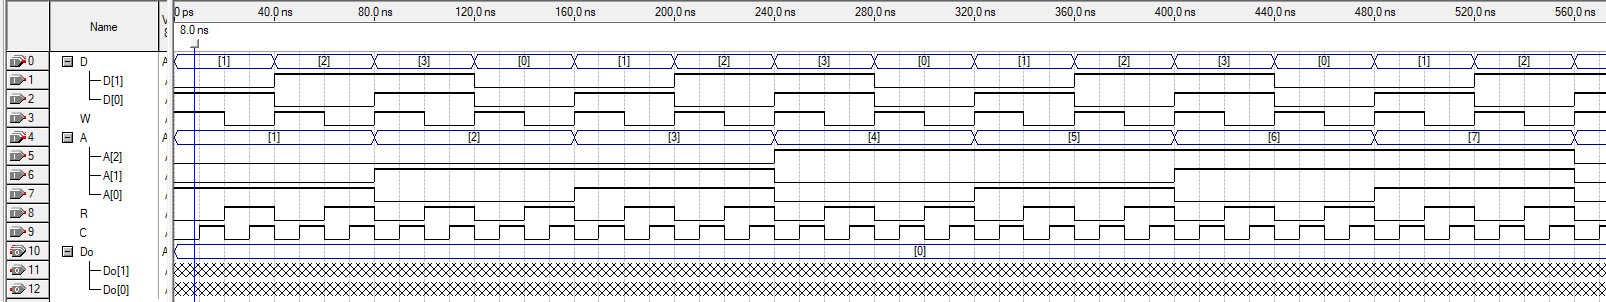 Name
V
0 ps 40.0 ns 80.0 ns 120.0 ns 160.0 ns 200.0 ns 240.0 ns 280.0 ns 320.0 ns 360.0 ns 400.0 ns 440.0 ns 480.0 ns 520.0 ns 560.0 ns
8.0 ns
0 D A [1] [2] [3] [0] [1] [2] [3] [0] [1] [2] [3] [0] [1] [2]
1 D[1]
2 D[0]
3 W
4 A A [1] [2] [3] [4] [5] [6] [7]
5 A[2]
6 A[1]
7 A[0]
8 R
9 C
10 Do A [0]
11 Do[1]
12 Do[0]